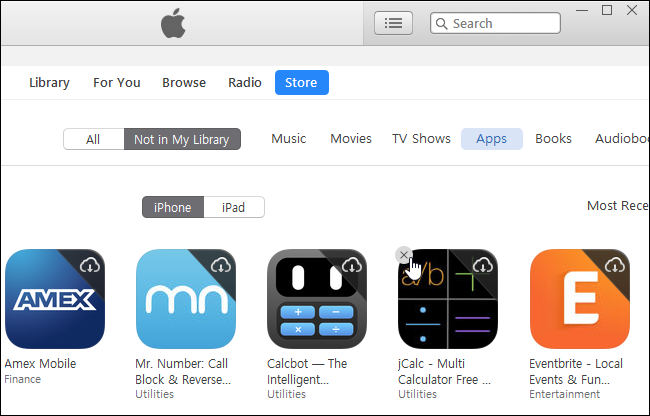 Search
Library For You Browse Radio Store
All Not in My Library Music Movies TV Shows Apps Books Audioboo
iPhone iPad Most Rece
AMEX mn a/b E
Amex Mobile
Finance
Mr. Number: Call
Block & Reverse...
Utilities
Calcbot — The
Intelligent...
Utilities
jCalc - Multi
Calculator Free ...
Utilities
Eventbrite - Local
Events & Fun...
Entertainment